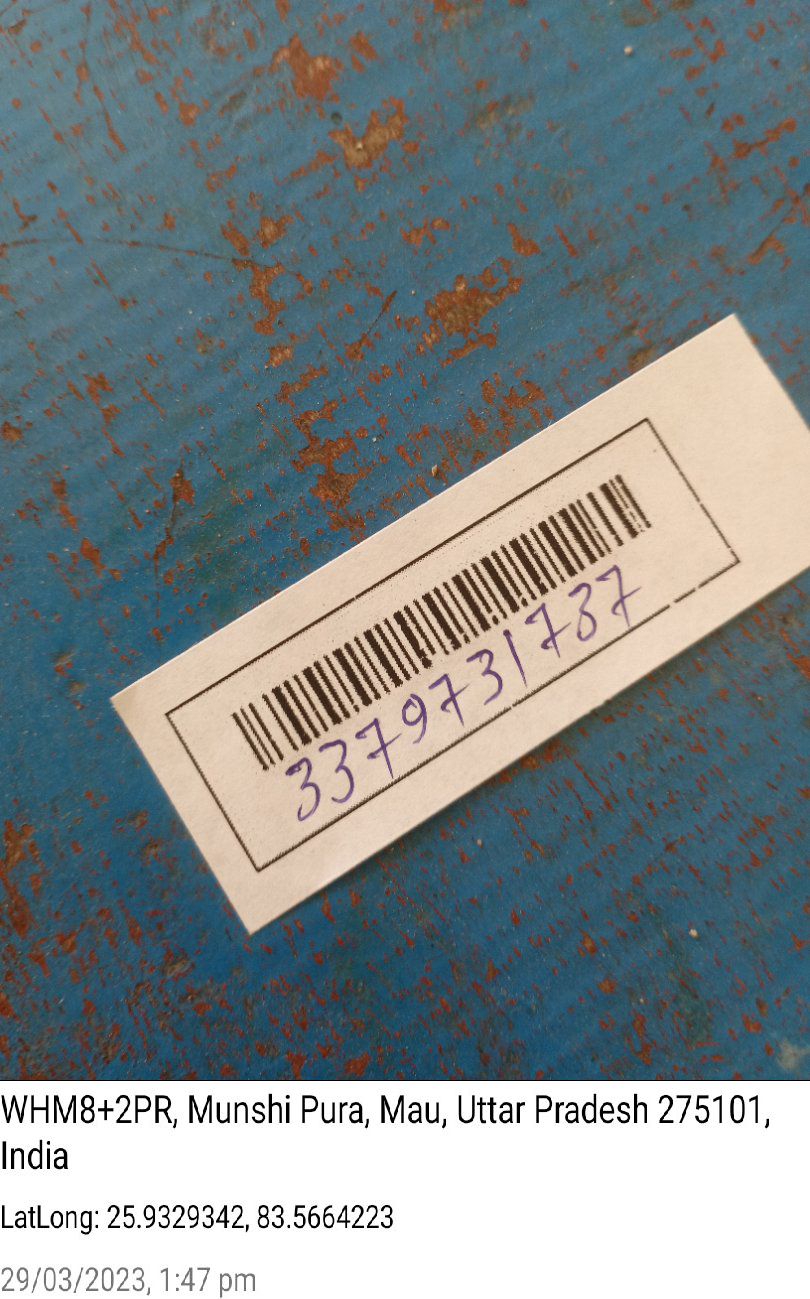 3379731737
WHM8+2PR, Munshi Pura, Mau, Uttar Pradesh 275101,
India
LatLong: 25.9329342, 83.5664223
29/03/2023, 1:47 pm